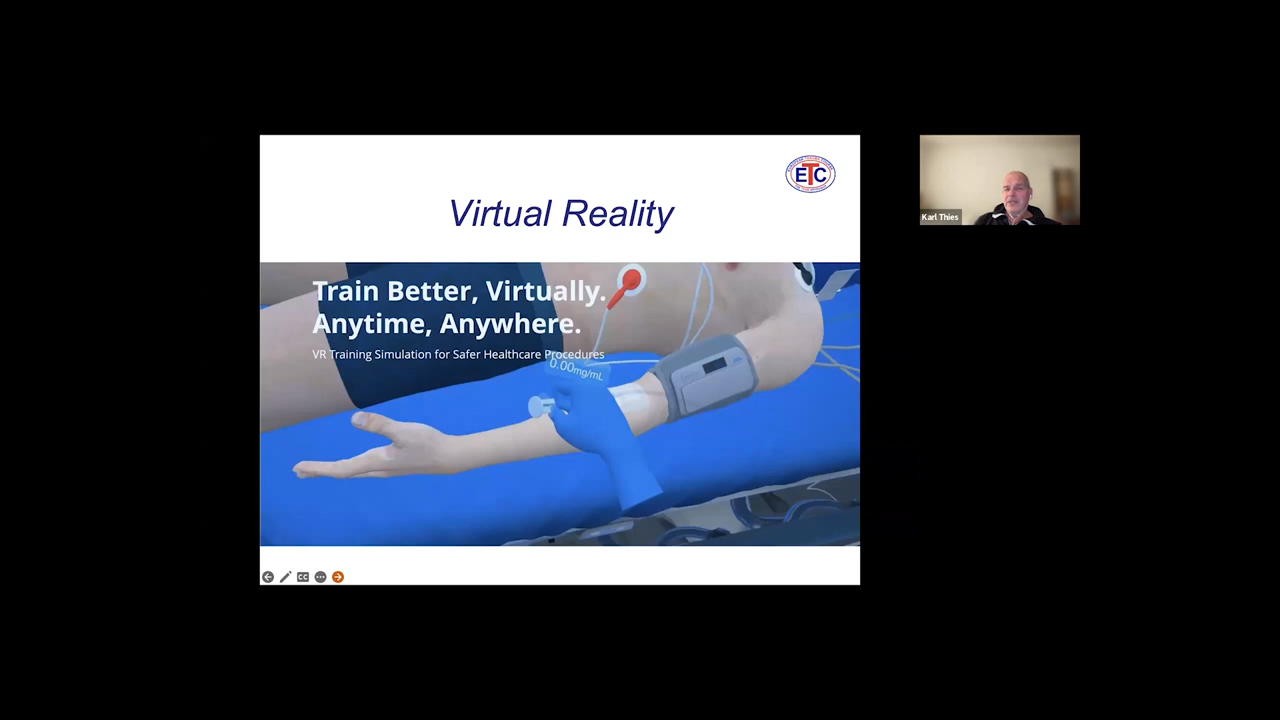 ETC
Virtual Reality
Train Better, Virtually.
Anytime, Anywhere.
VR Training Simulation for Safer Healthcare Procedures
0.00mg/mL
Karl Thies
CC